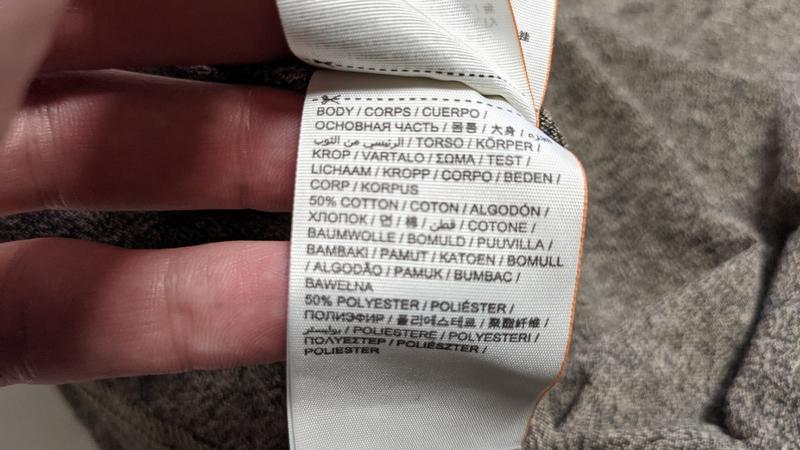 BODY / CORPS / CUERPO /
ОСНОВНАЯ ЧАСТЬ / 몸통 / 大身 /
الرئيسي من الثوب / TORSO / KÖRPER /
KROP / VARTALO / ΣΩΜΑ / TEST /
LICHAAM / KROPP / CORPO / BEDEN /
CORP / KORPUS
50% COTTON / COTON / ALGODÓN /
ХЛОПОК / 면 / 棉 / قطن / COTONE /
BAUMWOLLE / BOMULD / PUUVILLA /
BAMBAKI / PAMUT / KATOEN / BOMULL
/ ALGODÃO / PAMUK / BUMBAC /
BAWEŁNA
50% POLYESTER / POLIÉSTER /
ПОЛИЭФИР / 폴리에스테르 / 聚酯纤维 /
بوليستر / POLIESTERE / POLYESTERI /
ΠΟΛΥΕΣΤΕΡ / POLIÉSZTER /
POLIESTER